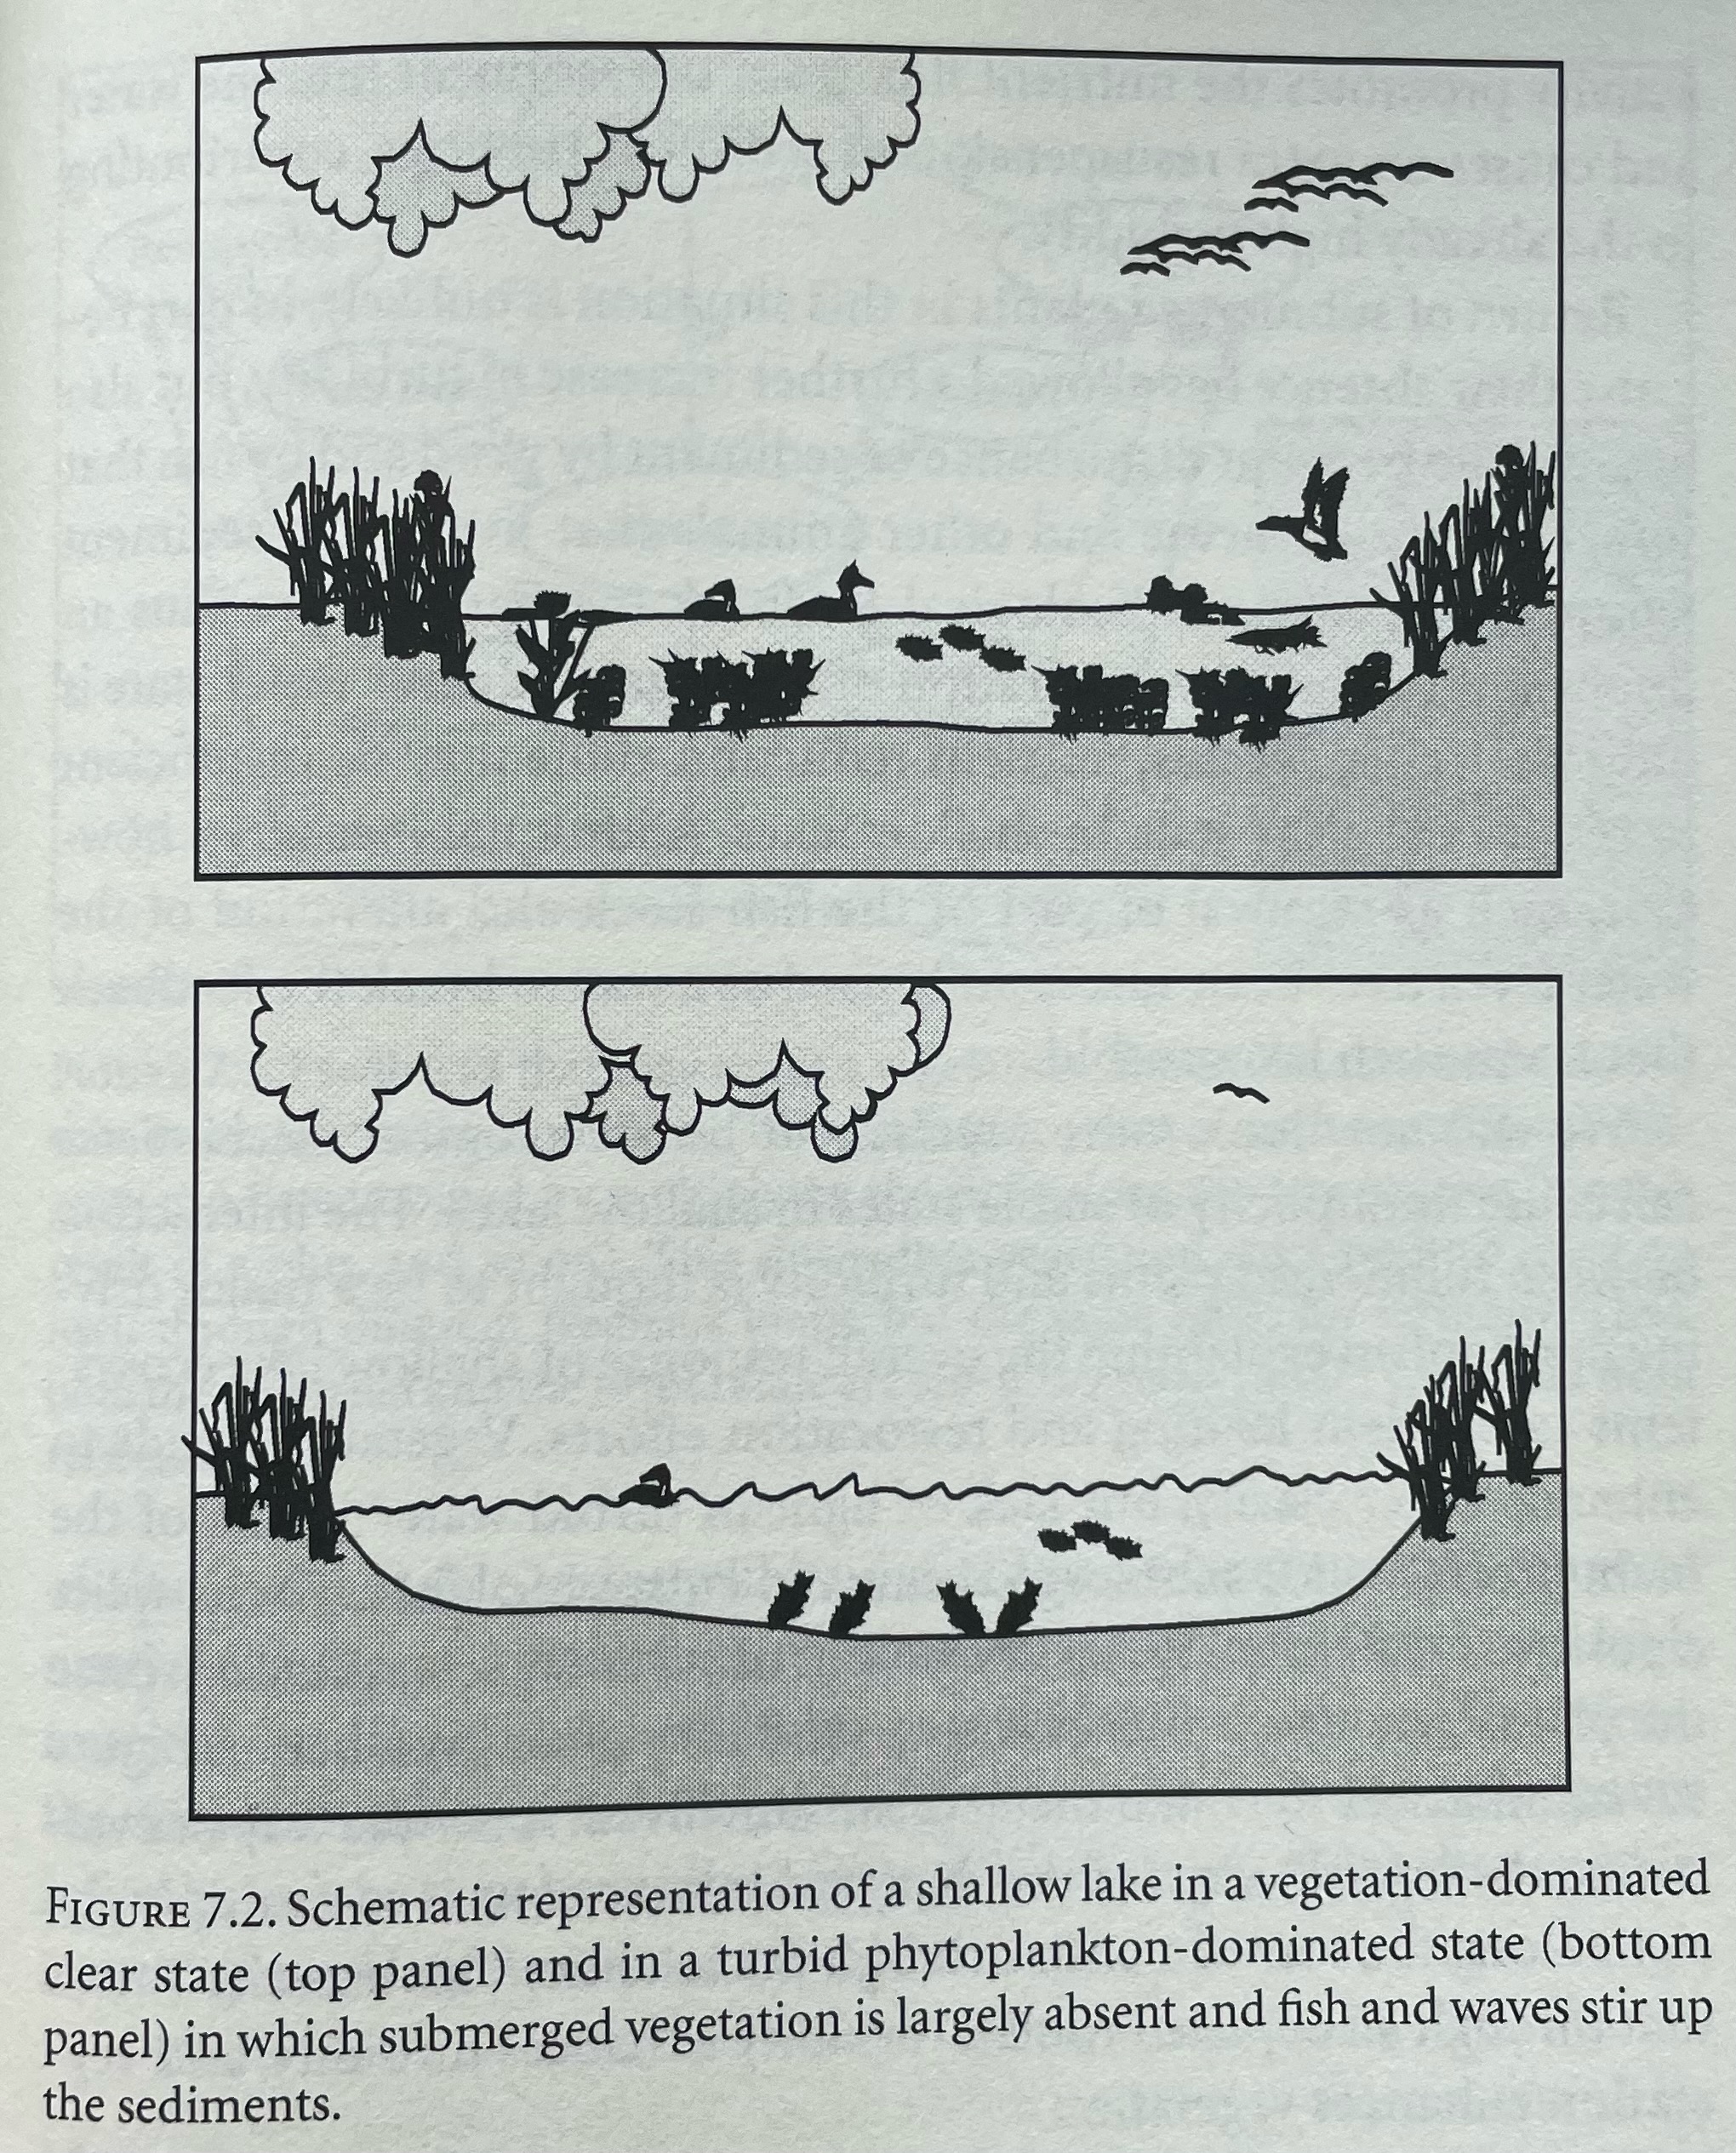 FIGURE 7.2. Schematic representation of a shallow lake in a vegetation-dominated
clear state (top panel) and in a turbid phytoplankton-dominated state (bottom
panel) in which submerged vegetation is largely absent and fish and waves stir up
the sediments.